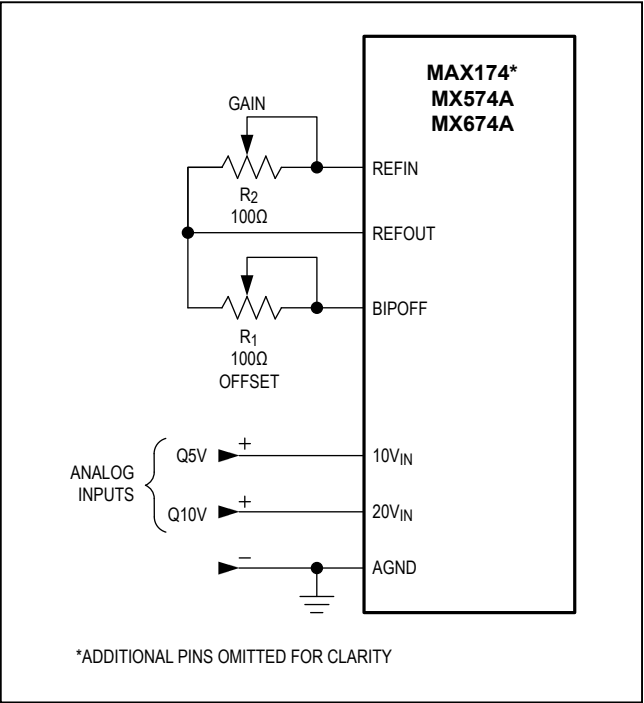 MAX174*
MX574A
MX674A
GAIN
R2
100Ω
REFIN
REFOUT
BIPOFF
R1
100Ω
OFFSET
ANALOG
INPUTS
Q5V
+
10VIN
Q10V
+
20VIN
−
AGND
*ADDITIONAL PINS OMITTED FOR CLARITY